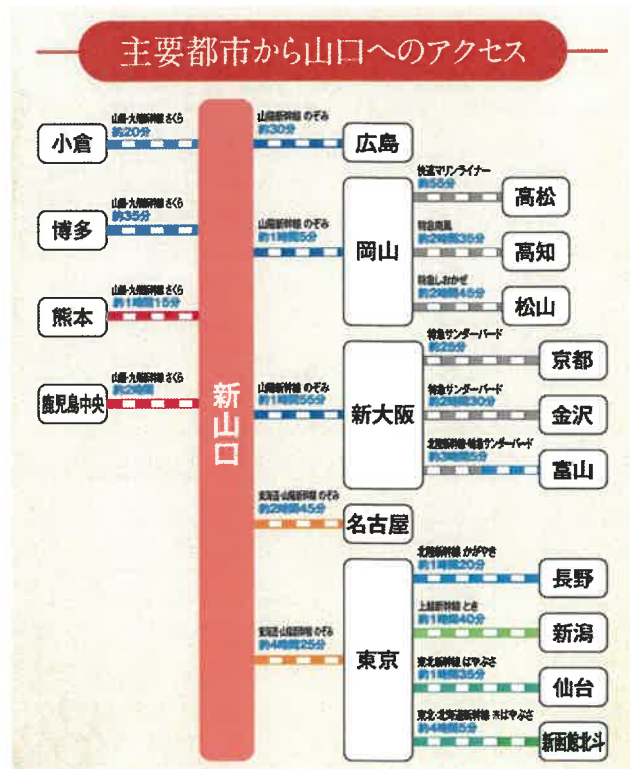 主要都市から山口へのアクセス
山陽・九州新幹線 さくら
約20分
小倉
山陽・九州新幹線 さくら
約35分
博多
山陽・九州新幹線 さくら
約1時間15分
熊本
山陽・九州新幹線 さくら
約2時間
鹿児島中央
新山口
山陽新幹線 のぞみ
約30分
広島
山陽新幹線 のぞみ
約1時間5分
岡山
快速マリンライナー
約55分
高松
特急南風
約2時間35分
高知
特急しおかぜ
約2時間45分
松山
山陽新幹線 のぞみ
約1時間55分
新大阪
特急サンダーバード
約25分
京都
特急サンダーバード
約2時間30分
金沢
北陸新幹線・特急サンダーバード
約3時間5分
富山
東海道・山陽新幹線 のぞみ
約2時間45分
名古屋
東海道・山陽新幹線 のぞみ
約4時間25分
東京
北陸新幹線 かがやき
約1時間20分
長野
上越新幹線 とき
約1時間40分
新潟
東北新幹線 はやぶさ
約1時間35分
仙台
東北・北海道新幹線 ※はやぶさ
約4時間5分
新函館北斗